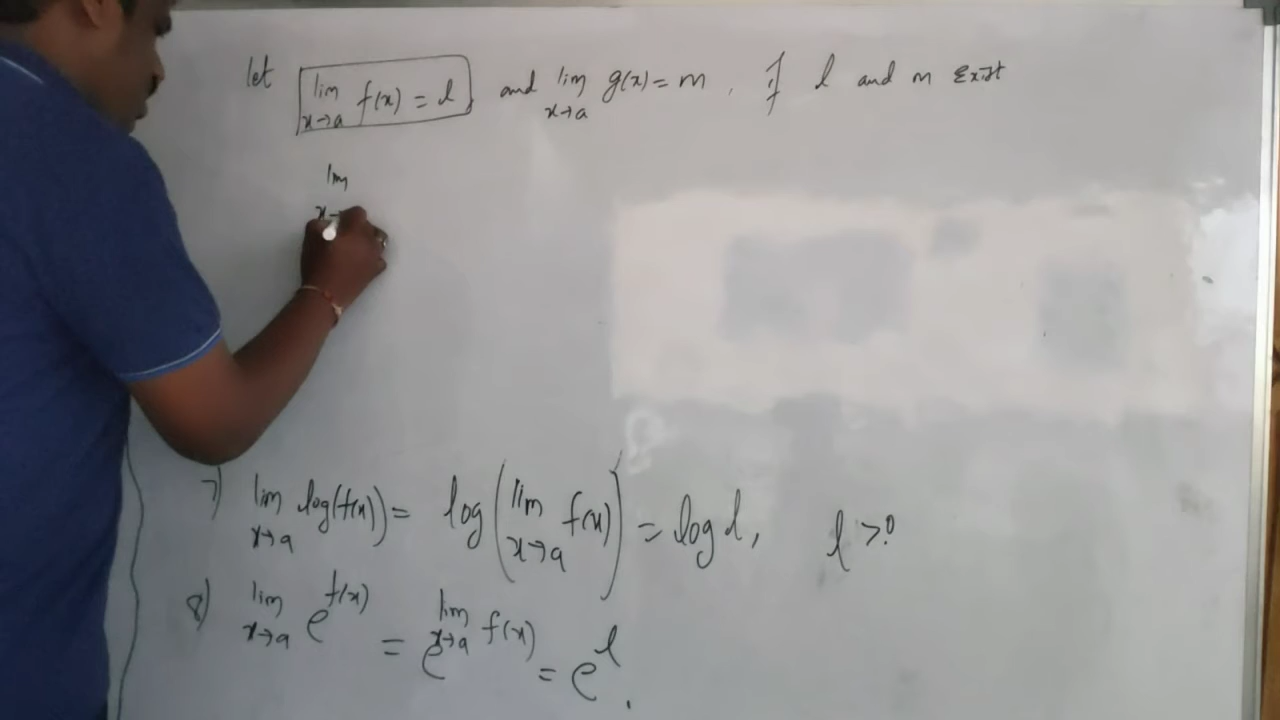 let lim x→a f(x) = l and lim x→a g(x) = m , if l and m Exist
lim x→
7) lim x→a log(f(x)) = log(lim x→a f(x)) = log l, l > 0
8) lim x→a e^f(x) = e^lim x→a f(x) = e^l.